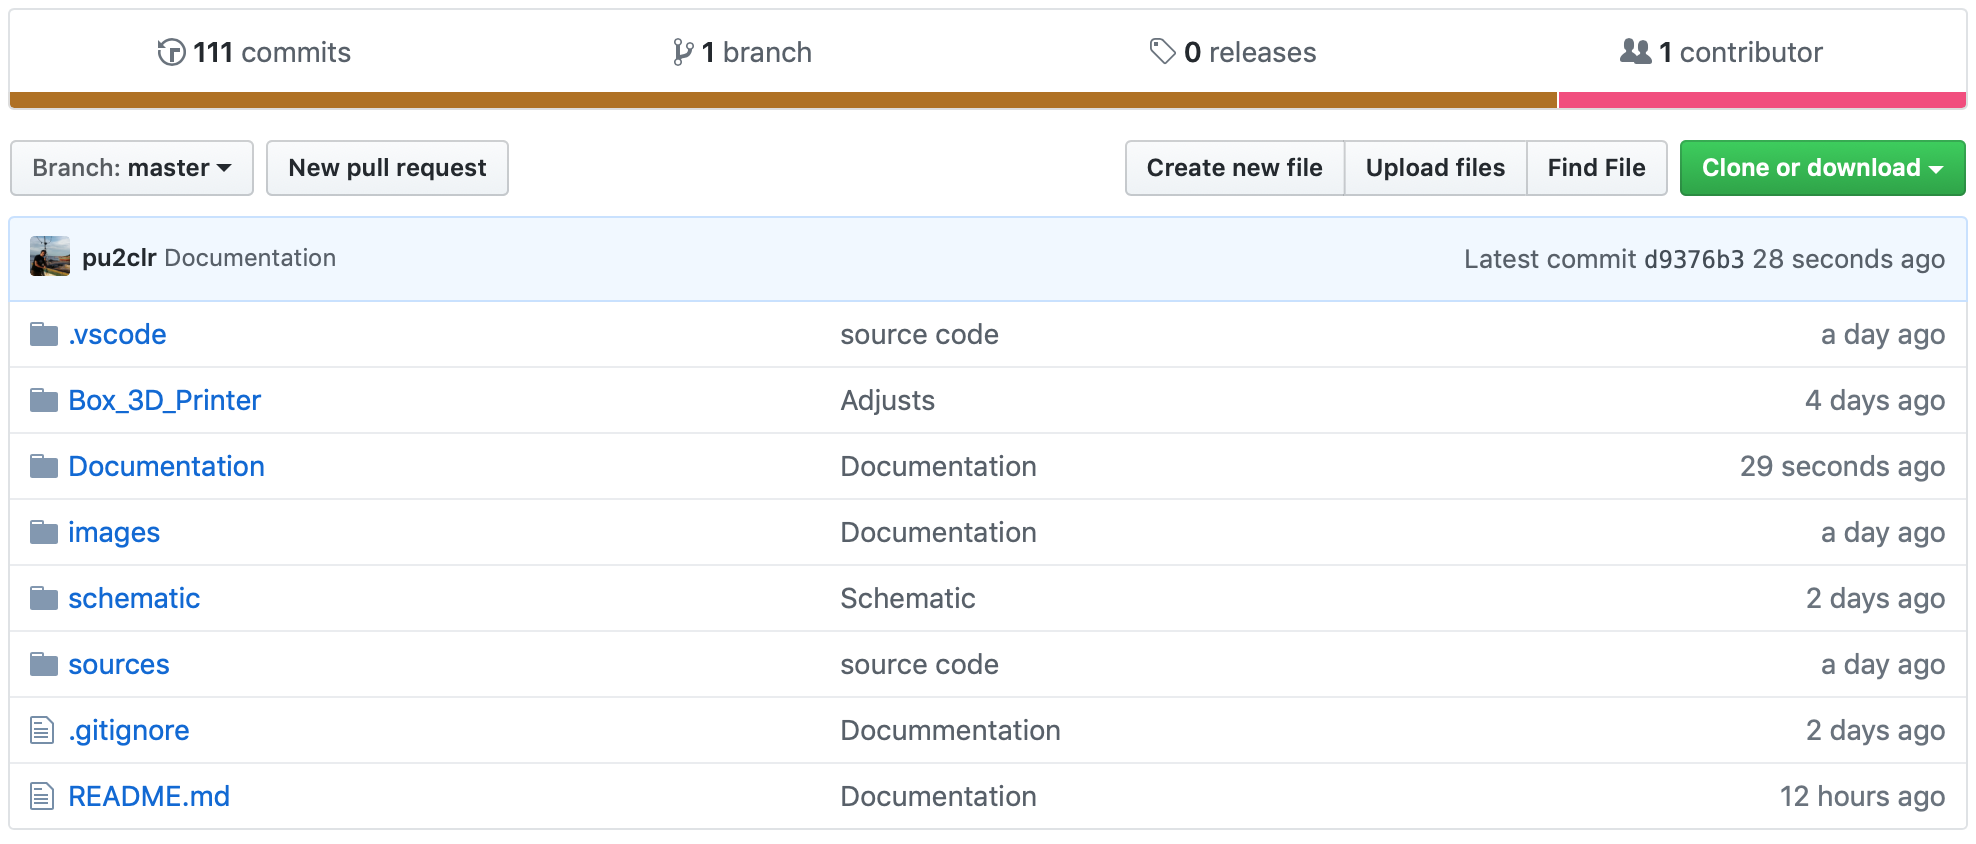 111 commits 1 branch 0 releases 1 contributor
Branch: master New pull request Create new file Upload files Find File Clone or download
pu2clr Documentation Latest commit d9376b3 28 seconds ago
.vscode source code a day ago
Box_3D_Printer Adjusts 4 days ago
Documentation Documentation 29 seconds ago
images Documentation a day ago
schematic Schematic 2 days ago
sources source code a day ago
.gitignore Docummentation 2 days ago
README.md Documentation 12 hours ago